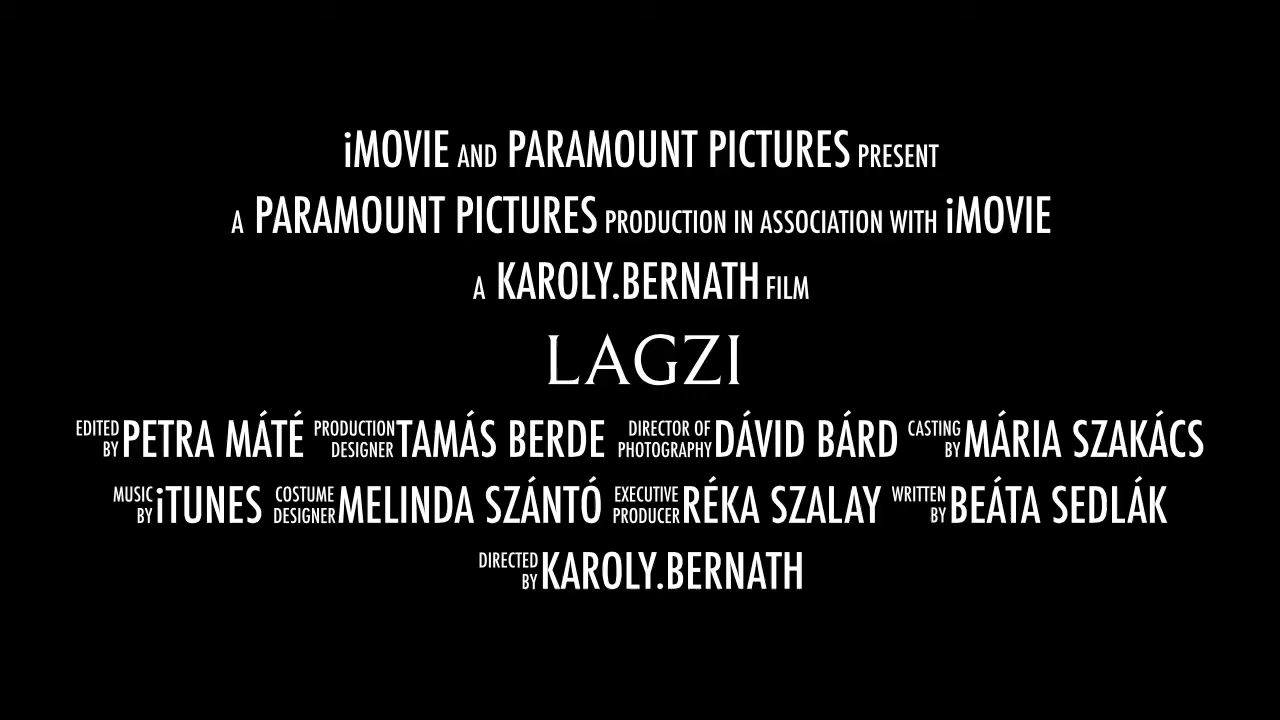 iMOVIE AND PARAMOUNT PICTURES PRESENT
A PARAMOUNT PICTURES PRODUCTION IN ASSOCIATION WITH iMOVIE
A KAROLY.BERNATH FILM
LAGZI
EDITED BY PETRA MÁTÉ PRODUCTION DESIGNER TAMÁS BERDE DIRECTOR OF PHOTOGRAPHY DÁVID BÁRD CASTING BY MÁRIA SZAKÁCS
MUSIC BY iTUNES COSTUME DESIGNER MELINDA SZÁNTÓ EXECUTIVE PRODUCER RÉKA SZALAY WRITTEN BY BEÁTA SEDLÁK
DIRECTED BY KAROLY.BERNATH